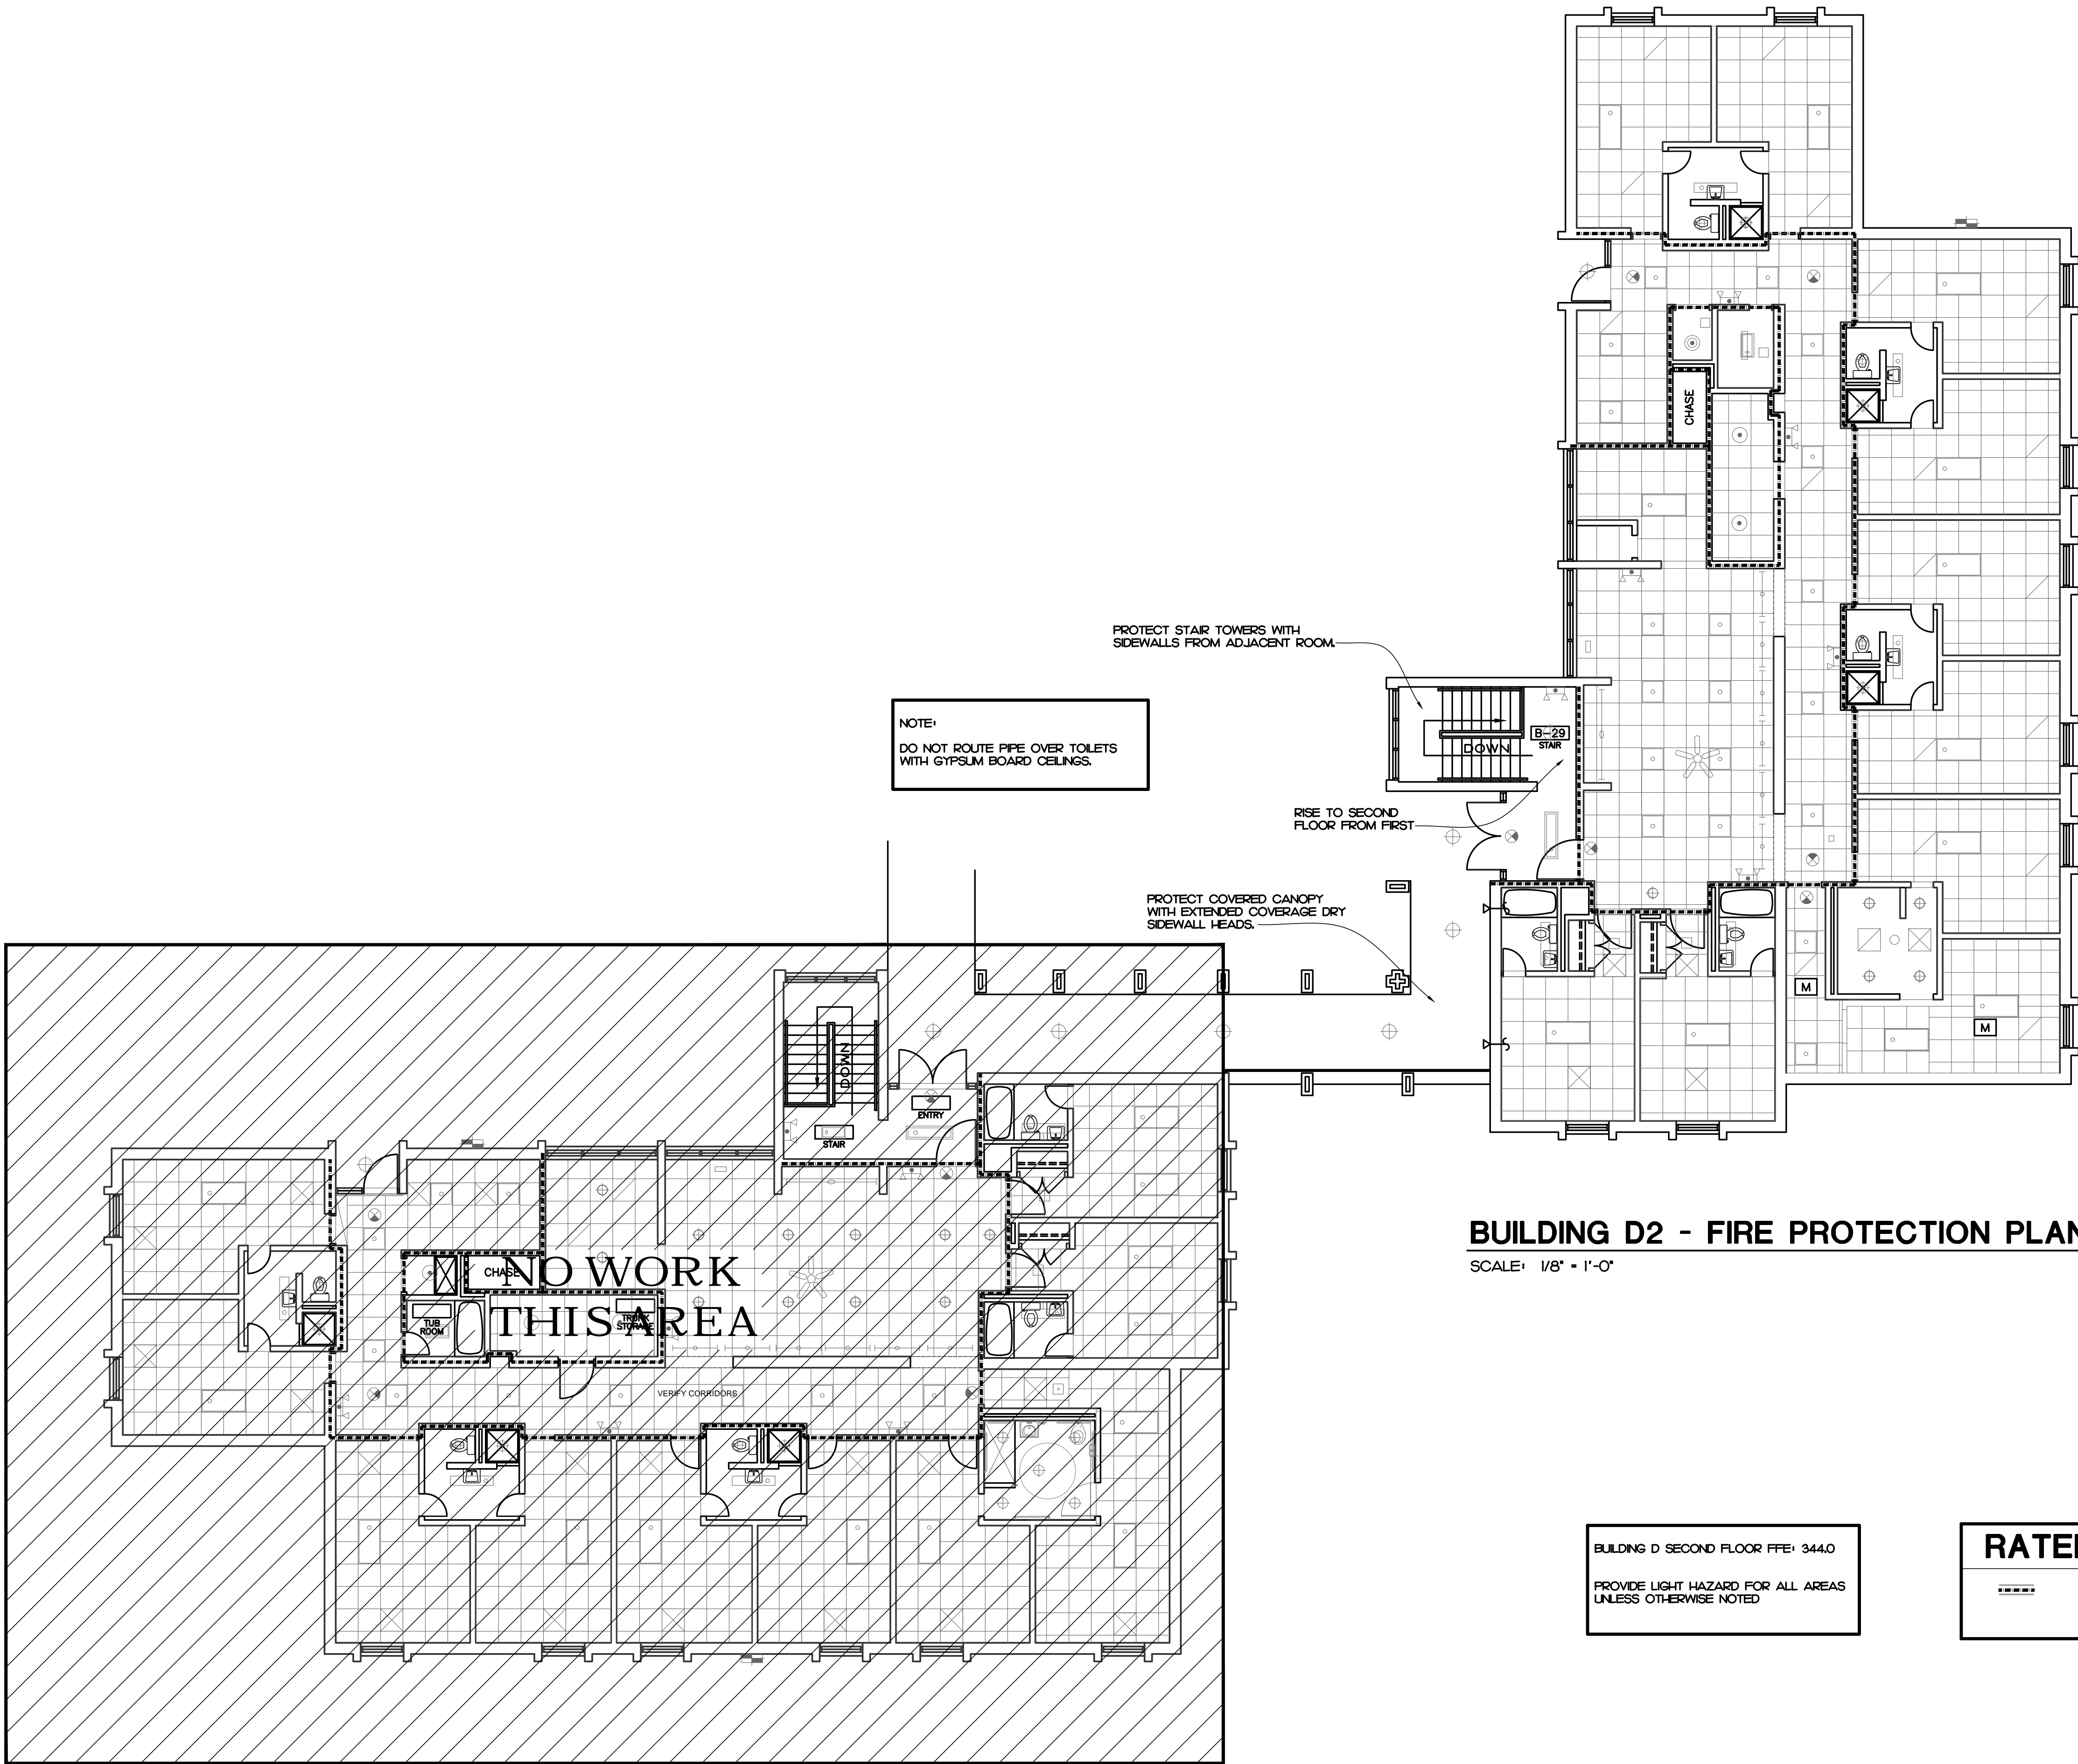 CHASE
PROTECT STAIR TOWERS WITH
SIDEWALLS FROM ADJACENT ROOM.
NOTE:
DO NOT ROUTE PIPE OVER TOILETS
WITH GYPSUM BOARD CEILINGS.
B-29
STAIR
DOWN
RISE TO SECOND
FLOOR FROM FIRST
PROTECT COVERED CANOPY
WITH EXTENDED COVERAGE DRY
SIDEWALL HEADS.
M
M
DOWN
ENTRY
STAIR
CHASE
NO WORK
THIS AREA
TUB
ROOM
TRUNK
STORAGE
VERIFY CORRIDORS
BUILDING D2 - FIRE PROTECTION PLAN
SCALE: 1/8" = 1'-0"
BUILDING D SECOND FLOOR FFE: 344.0
PROVIDE LIGHT HAZARD FOR ALL AREAS
UNLESS OTHERWISE NOTED